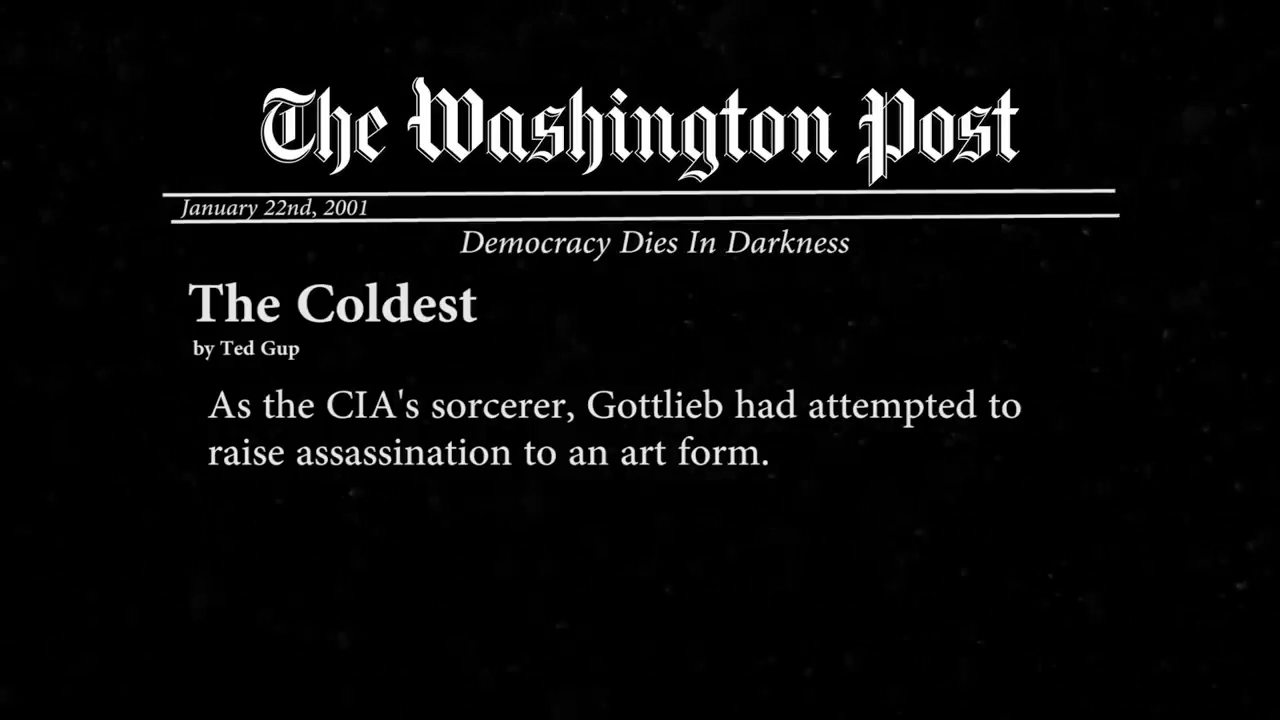 The Washington Post
January 22nd, 2001
Democracy Dies In Darkness
The Coldest
by Ted Gup
As the CIA's sorcerer, Gottlieb had attempted to
raise assassination to an art form.